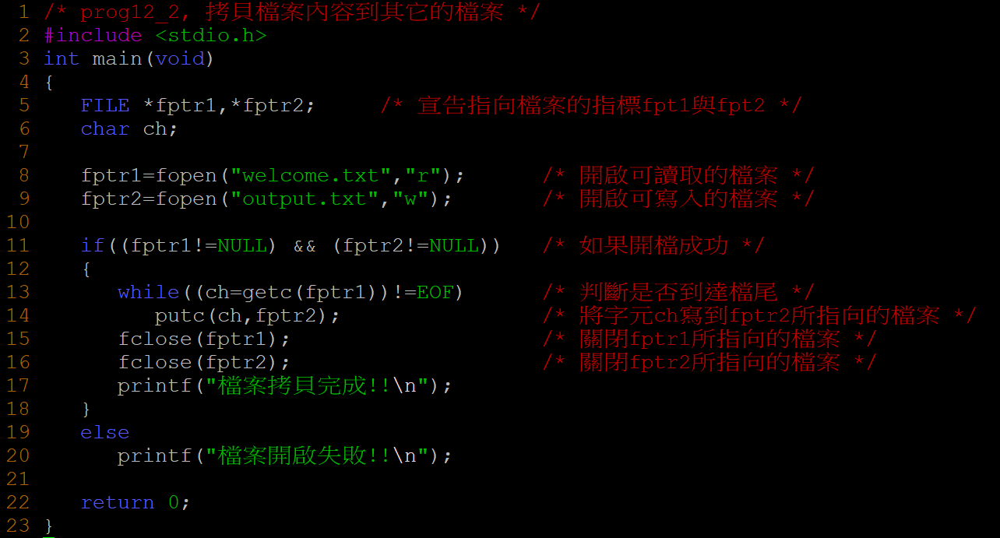 1 /* prog12_2, 拷貝檔案內容到其它的檔案 */
2 #include <stdio.h>
3 int main(void)
4 {
5    FILE *fptr1,*fptr2;     /* 宣告指向檔案的指標fpt1與fpt2 */
6    char ch;
7
8    fptr1=fopen("welcome.txt","r");      /* 開啟可讀取的檔案 */
9    fptr2=fopen("output.txt","w");       /* 開啟可寫入的檔案 */
10
11    if((fptr1!=NULL) && (fptr2!=NULL))   /* 如果開檔成功 */
12    {
13       while((ch=getc(fptr1))!=EOF)      /* 判斷是否到達檔尾 */
14          putc(ch,fptr2);                /* 將字元ch寫到fptr2所指向的檔案 */
15       fclose(fptr1);                    /* 關閉fptr1所指向的檔案 */
16       fclose(fptr2);                    /* 關閉fptr2所指向的檔案 */
17       printf("檔案拷貝完成!!\n");
18    }
19    else
20       printf("檔案開啟失敗!!\n");
21
22    return 0;
23 }